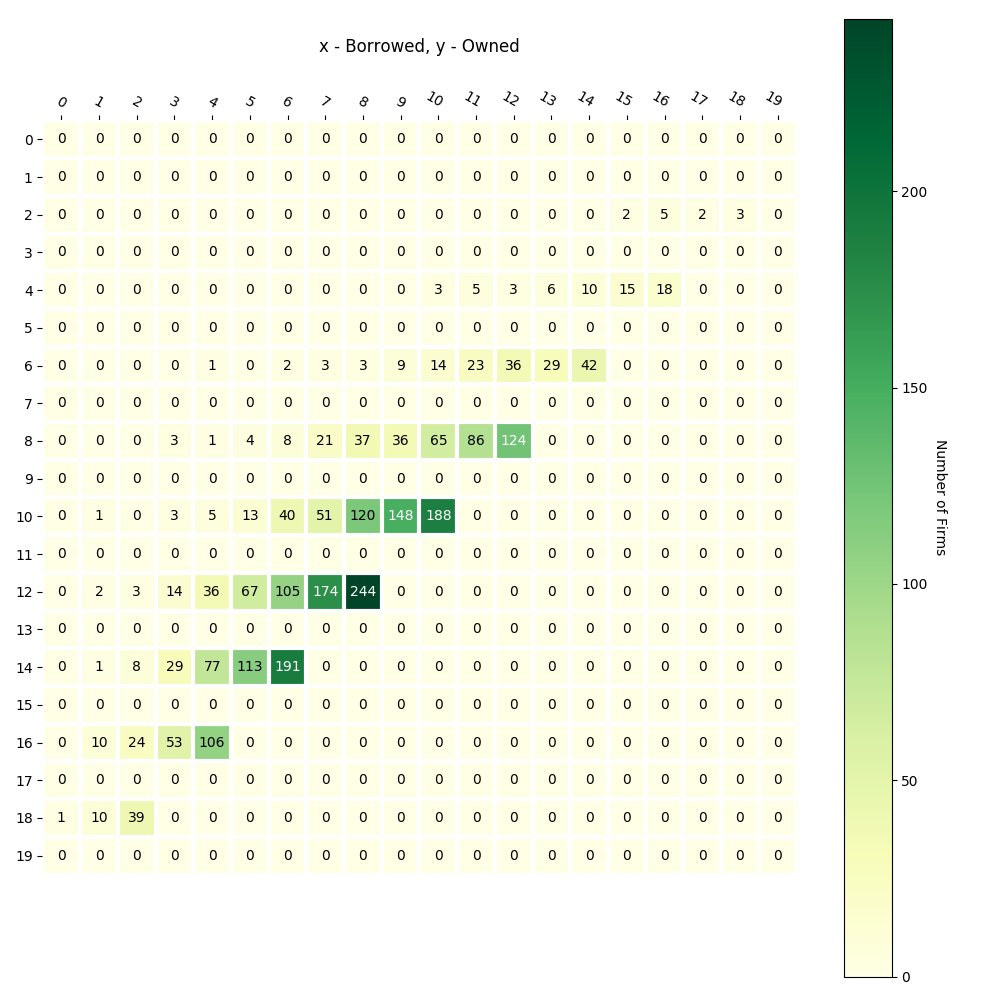 x - Borrowed, y - Owned
0 1 2 3 4 5 6 7 8 9 10 11 12 13 14 15 16 17 18 19
0 0 0 0 0 0 0 0 0 0 0 0 0 0 0 0 0 0 0 0 0
1 0 0 0 0 0 0 0 0 0 0 0 0 0 0 0 0 0 0 0 0
2 0 0 0 0 0 0 0 0 0 0 0 0 0 0 0 2 5 2 3 0
3 0 0 0 0 0 0 0 0 0 0 0 0 0 0 0 0 0 0 0 0
4 0 0 0 0 0 0 0 0 0 0 3 5 3 6 10 15 18 0 0 0
5 0 0 0 0 0 0 0 0 0 0 0 0 0 0 0 0 0 0 0 0
6 0 0 0 0 1 0 2 3 3 9 14 23 36 29 42 0 0 0 0 0
7 0 0 0 0 0 0 0 0 0 0 0 0 0 0 0 0 0 0 0 0
8 0 0 0 3 1 4 8 21 37 36 65 86 124 0 0 0 0 0 0 0
9 0 0 0 0 0 0 0 0 0 0 0 0 0 0 0 0 0 0 0 0
10 0 1 0 3 5 13 40 51 120 148 188 0 0 0 0 0 0 0 0 0
11 0 0 0 0 0 0 0 0 0 0 0 0 0 0 0 0 0 0 0 0
12 0 2 3 14 36 67 105 174 244 0 0 0 0 0 0 0 0 0 0 0
13 0 0 0 0 0 0 0 0 0 0 0 0 0 0 0 0 0 0 0 0
14 0 1 8 29 77 113 191 0 0 0 0 0 0 0 0 0 0 0 0 0
15 0 0 0 0 0 0 0 0 0 0 0 0 0 0 0 0 0 0 0 0
16 0 10 24 53 106 0 0 0 0 0 0 0 0 0 0 0 0 0 0 0
17 0 0 0 0 0 0 0 0 0 0 0 0 0 0 0 0 0 0 0 0
18 1 10 39 0 0 0 0 0 0 0 0 0 0 0 0 0 0 0 0 0
19 0 0 0 0 0 0 0 0 0 0 0 0 0 0 0 0 0 0 0 0
200
150
100
50
0
Number of Firms